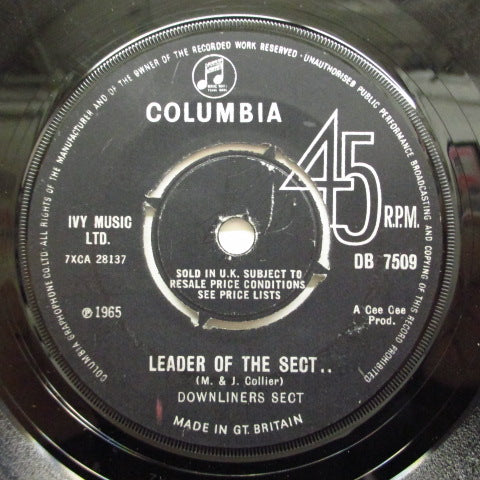 COLUMBIA GRAPHOPHONE CO LTD · ALL RIGHTS OF THE MANUFACTURER AND OF THE OWNER OF THE RECORDED WORK RESERVED · UNAUTHORISED PUBLIC PERFORMANCE BROADCASTING AND COPYING OF THIS RECORD PROHIBITED
COLUMBIA
45
R.P.M.
IVY MUSIC
LTD.
7XCA 28137
DB 7509
SOLD IN U.K. SUBJECT TO
RESALE PRICE CONDITIONS
SEE PRICE LISTS
Ⓟ 1965
A Cee Cee
Prod.
LEADER OF THE SECT..
(M. & J. Collier)
DOWNLINERS SECT
MADE IN GT. BRITAIN